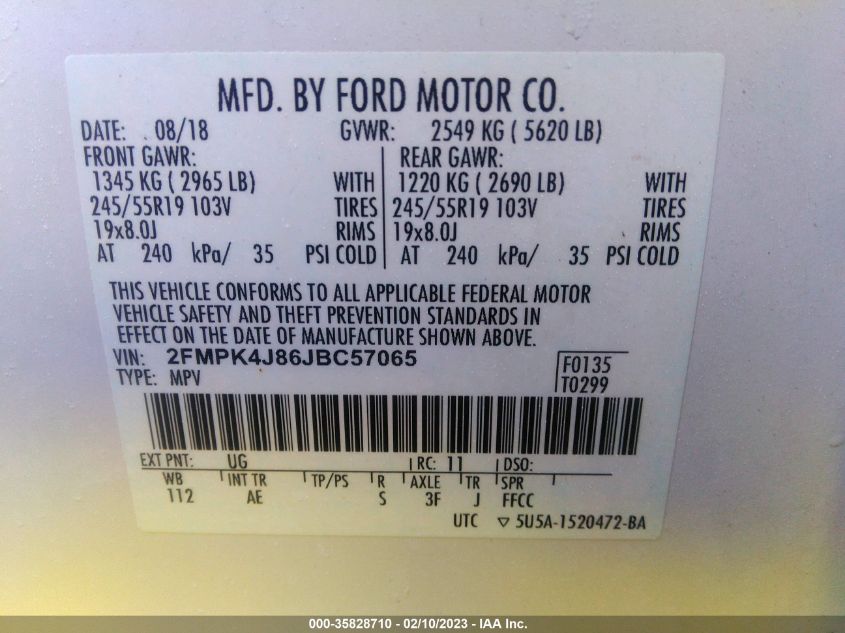 MFD. BY FORD MOTOR CO.
DATE: 08/18 GVWR: 2549 KG ( 5620 LB)
FRONT GAWR: REAR GAWR:
1345 KG ( 2965 LB) WITH 1220 KG ( 2690 LB) WITH
245/55R19 103V TIRES 245/55R19 103V TIRES
19x8.0J RIMS 19x8.0J RIMS
AT 240 kPa/ 35 PSI COLD AT 240 kPa/ 35 PSI COLD
THIS VEHICLE CONFORMS TO ALL APPLICABLE FEDERAL MOTOR
VEHICLE SAFETY AND THEFT PREVENTION STANDARDS IN
EFFECT ON THE DATE OF MANUFACTURE SHOWN ABOVE.
VIN: 2FMPK4J86JBC57065 F0135
TYPE: MPV T0299
EXT PNT: UG RC: 11 DSO:
WB INT TR TP/PS R AXLE TR SPR
112 AE S 3F J FFCC
UTC ▽ 5U5A-1520472-BA
000-35828710 - 02/10/2023 - IAA Inc.